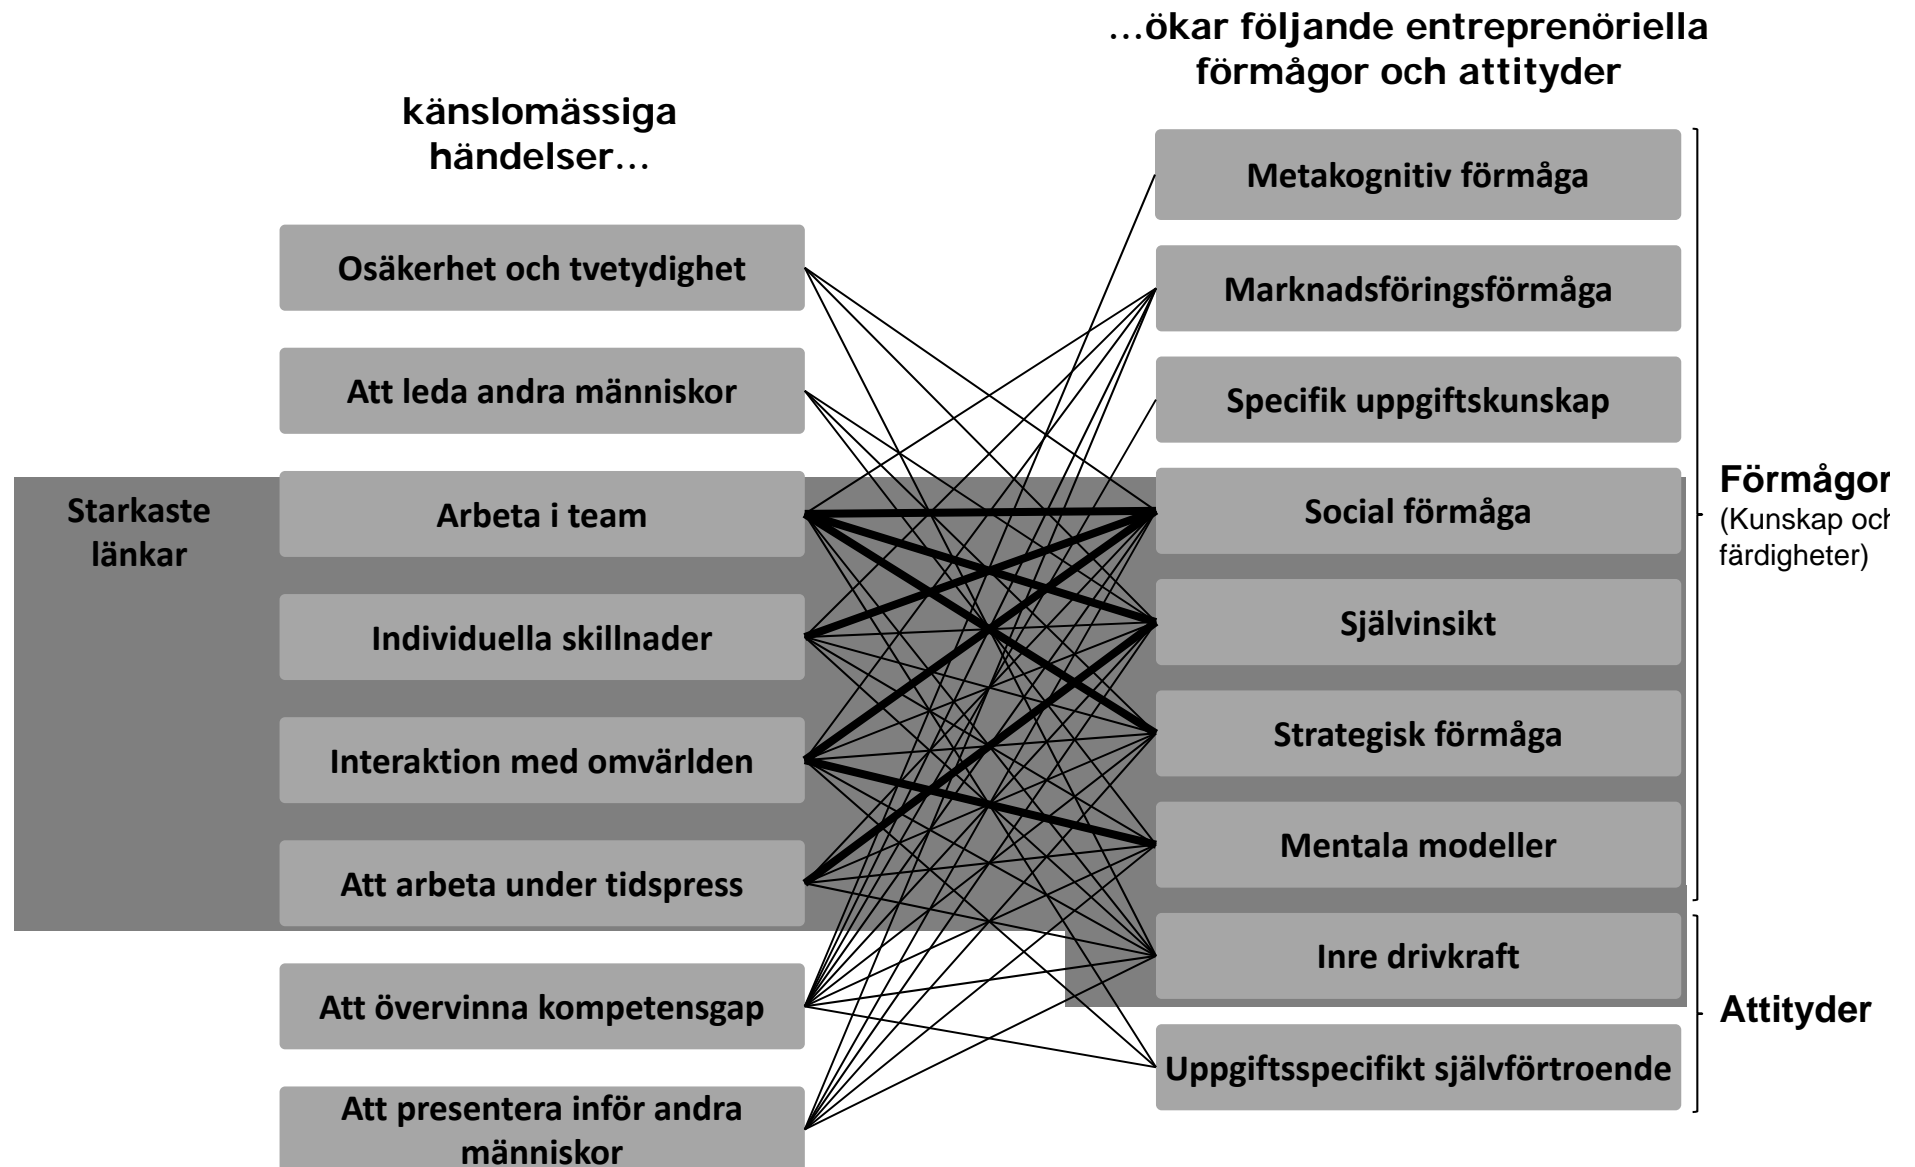 …ökar följande entreprenöriella
förmågor och attityder
känslomässiga
händelser…
Osäkerhet och tvetydighet
Att leda andra människor
Starkaste
länkar
Arbeta i team
Individuella skillnader
Interaktion med omvärlden
Att arbeta under tidspress
Att övervinna kompetensgap
Att presentera inför andra
människor
Metakognitiv förmåga
Marknadsföringsförmåga
Specifik uppgiftskunskap
Social förmåga
Självinsikt
Strategisk förmåga
Mentala modeller
Inre drivkraft
Uppgiftsspecifikt självförtroende
Förmågor
(Kunskap och
färdigheter)
Attityder